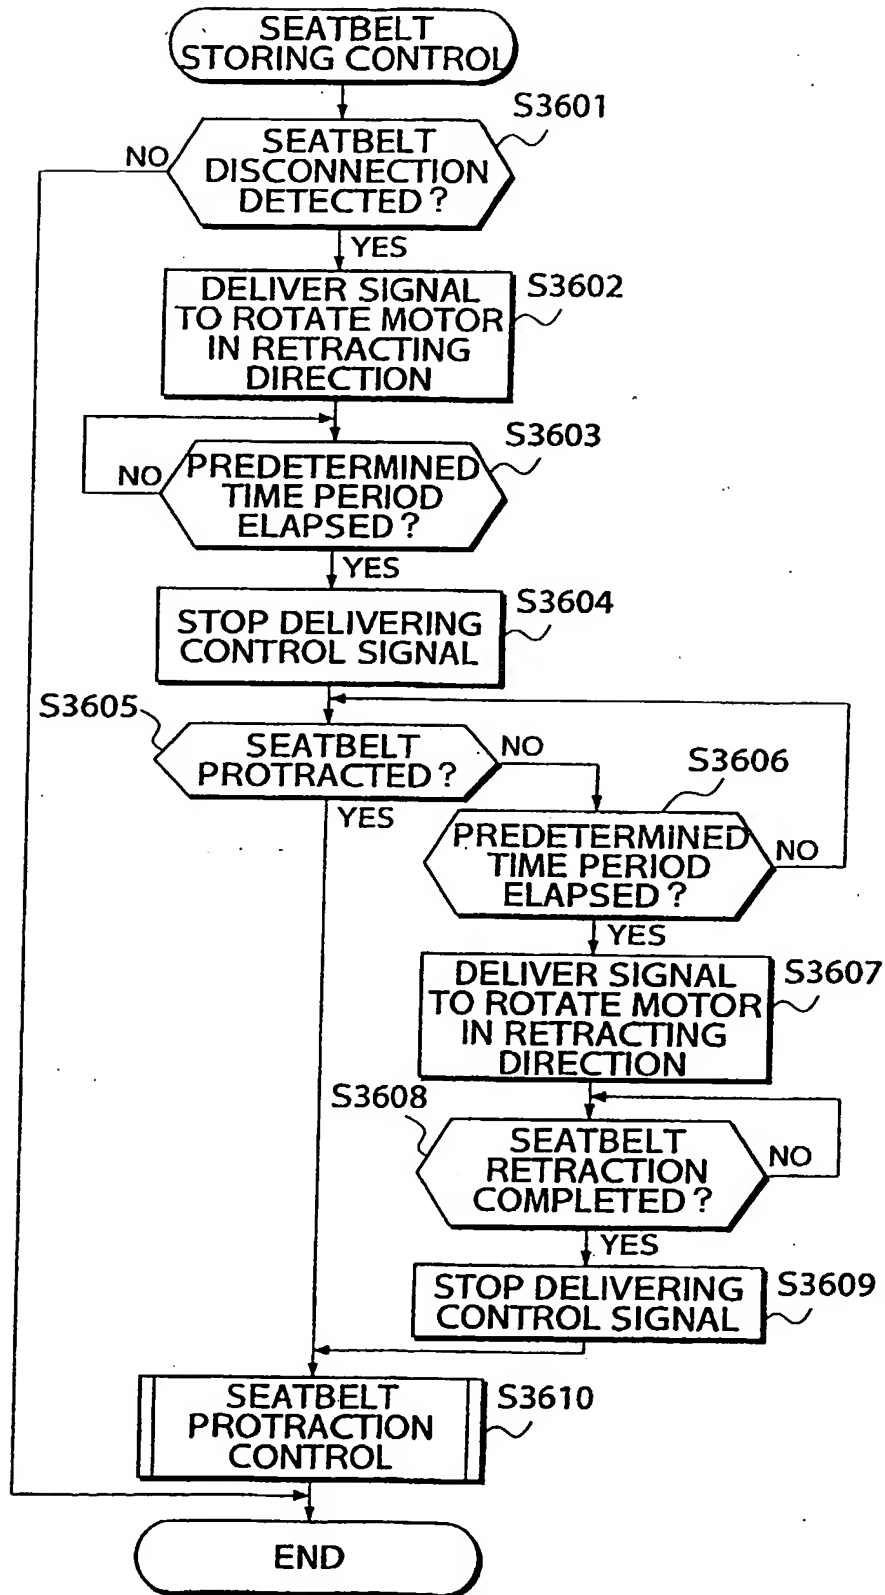 SEATBELT
STORING CONTROL
S3601
SEATBELT
DISCONNECTION
DETECTED?
NO
YES
S3602
DELIVER SIGNAL
TO ROTATE MOTOR
IN RETRACTING
DIRECTION
S3603
PREDETERMINED
TIME PERIOD
ELAPSED?
NO
YES
S3604
STOP DELIVERING
CONTROL SIGNAL
S3605
SEATBELT
PROTRACTED?
NO
YES
S3606
PREDETERMINED
TIME PERIOD
ELAPSED?
NO
YES
S3607
DELIVER SIGNAL
TO ROTATE MOTOR
IN RETRACTING
DIRECTION
S3608
SEATBELT
RETRACTION
COMPLETED?
NO
YES
S3609
STOP DELIVERING
CONTROL SIGNAL
S3610
SEATBELT
PROTRACTION
CONTROL
END